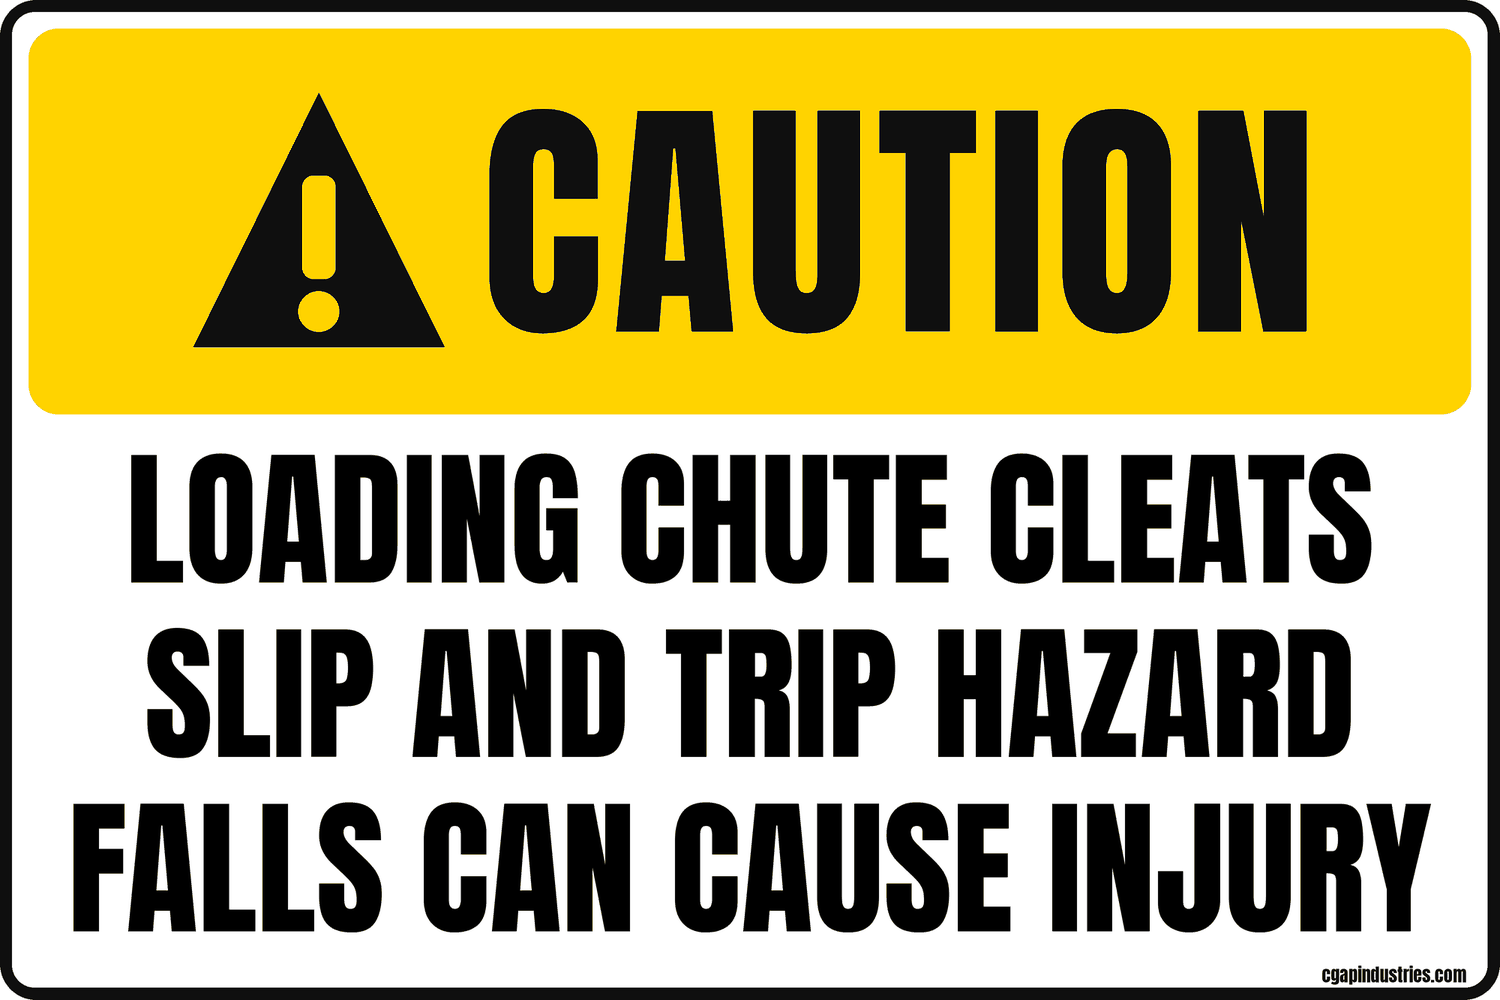 CAUTION
LOADING CHUTE CLEATS
SLIP AND TRIP HAZARD
FALLS CAN CAUSE INJURY
cgapindustries.com